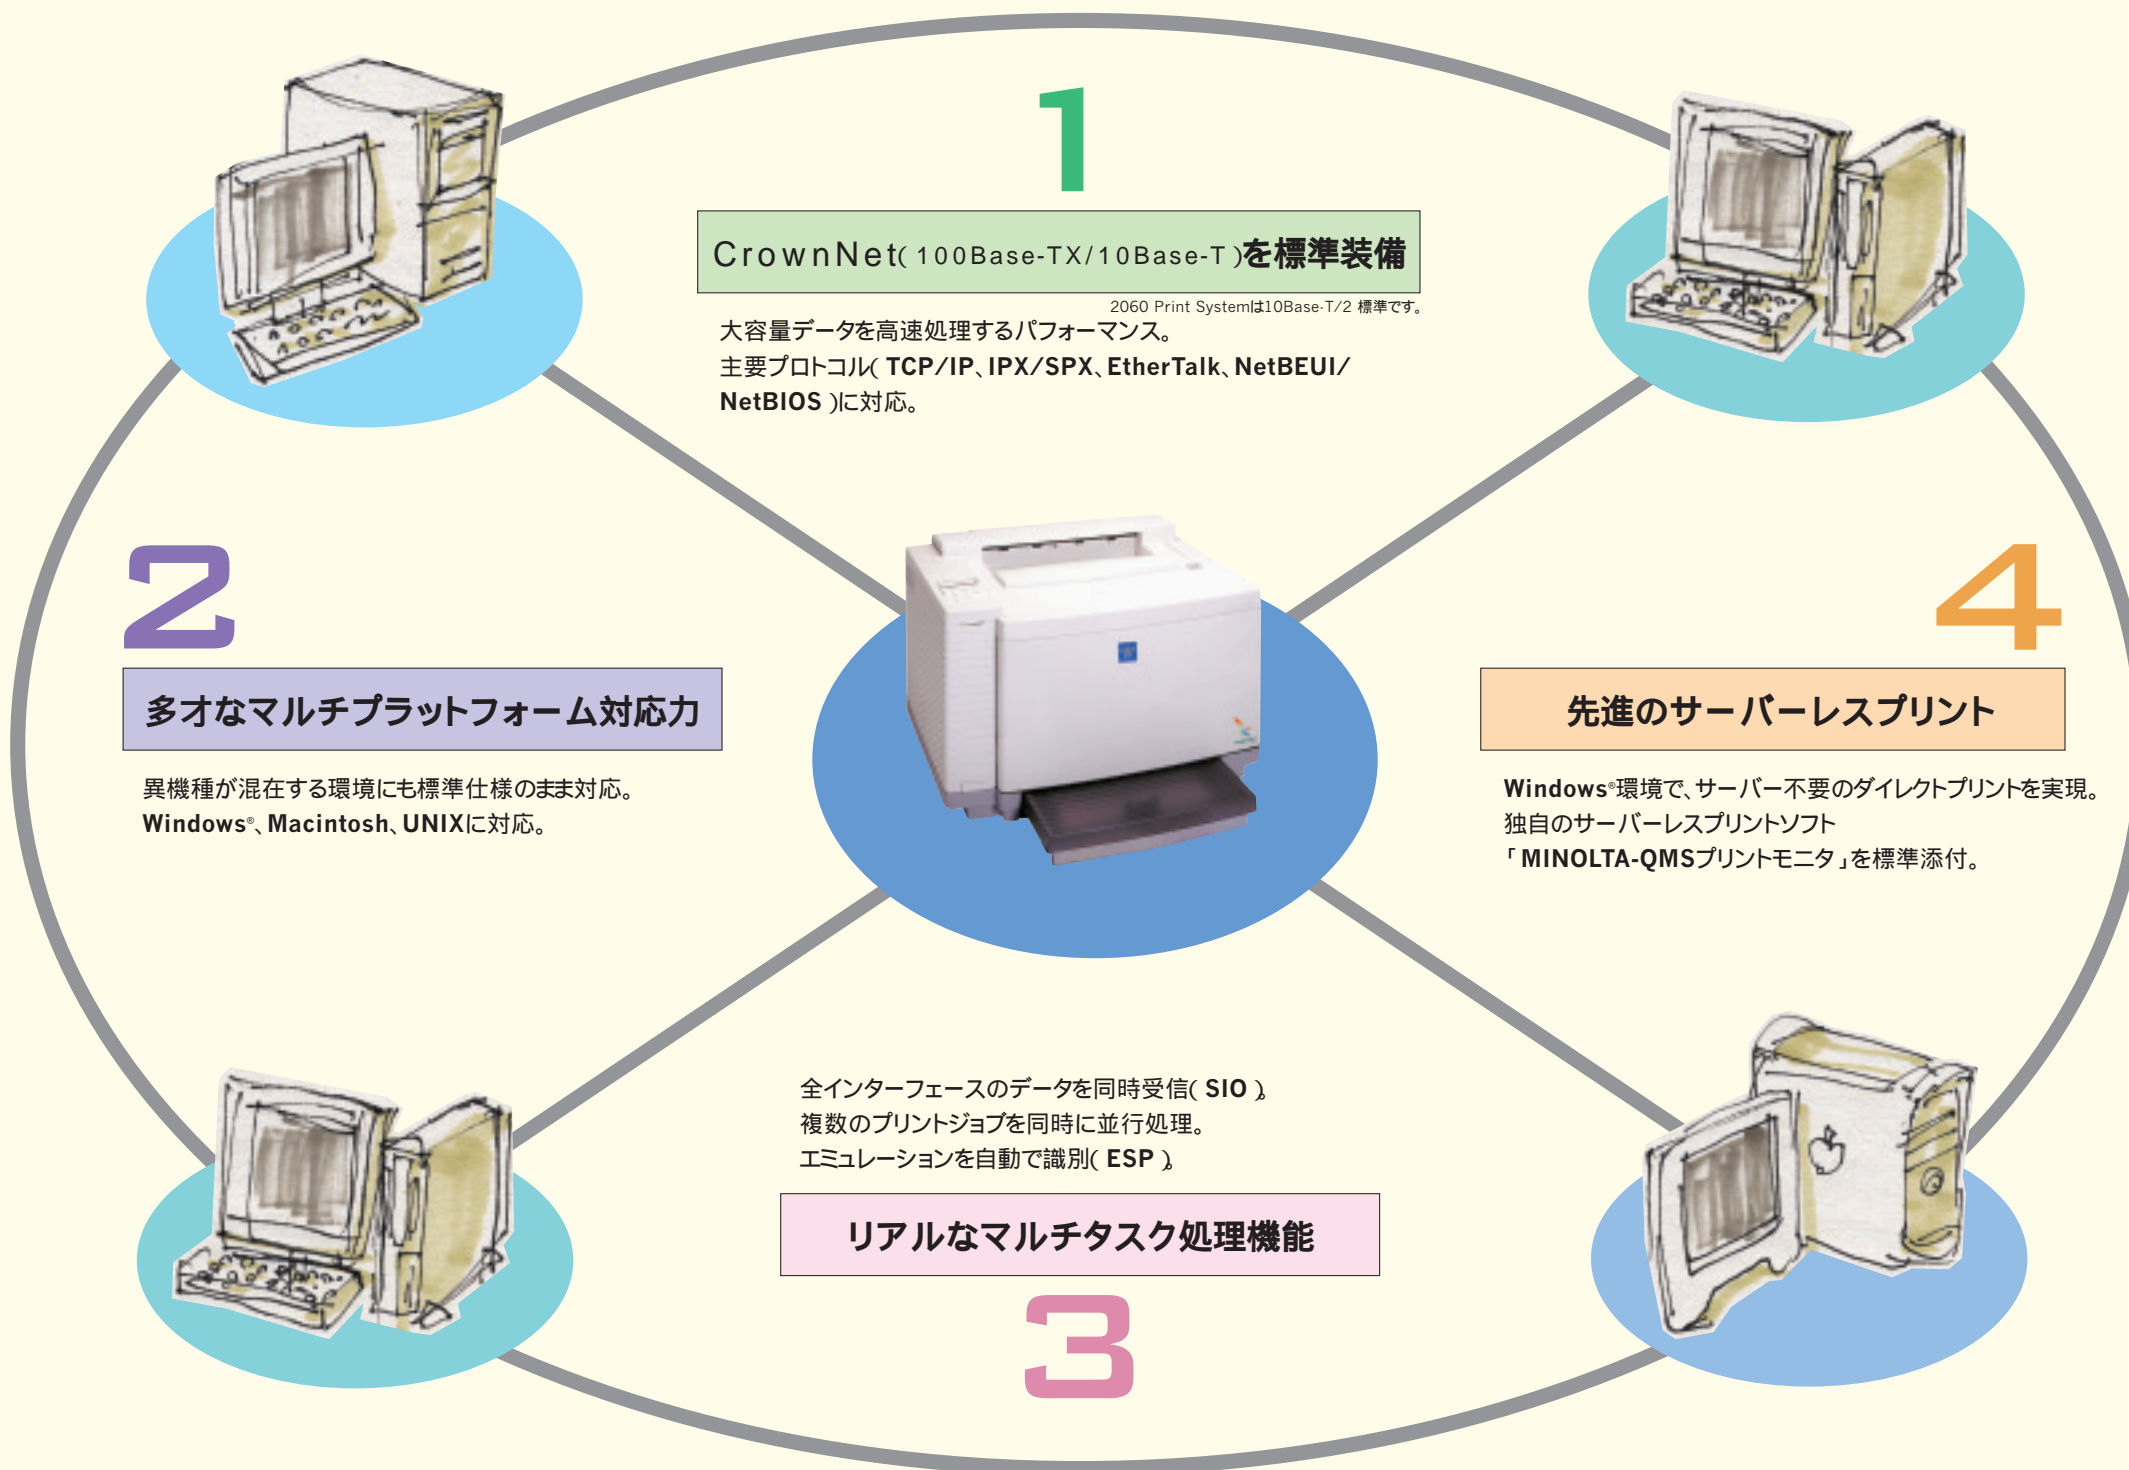 1
CrownNet(100Base-TX/10Base-T)を標準装備
2060 Print Systemは10Base-T/2 標準です。
大容量データを高速処理するパフォーマンス。
主要プロトコル(TCP/IP、IPX/SPX、EtherTalk、NetBEUI/
NetBIOS)に対応。
2
多才なマルチプラットフォーム対応力
異機種が混在する環境にも標準仕様のまま対応。
Windows®、Macintosh、UNIXに対応。
4
先進のサーバーレスプリント
Windows®環境で、サーバー不要のダイレクトプリントを実現。
独自のサーバーレスプリントソフト
「MINOLTA-QMSプリントモニタ」を標準添付。
全インターフェースのデータを同時受信(SIO)。
複数のプリントジョブを同時に並行処理。
エミュレーションを自動で識別(ESP)。
リアルなマルチタスク処理機能
3